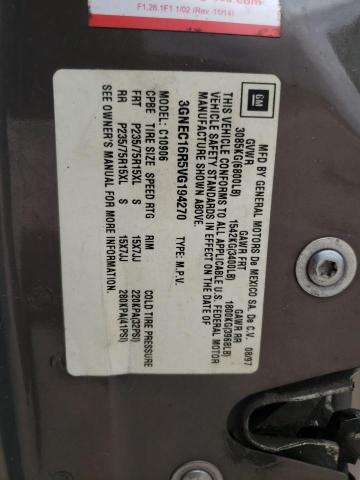 F1.28.1F1 1/02 (Rev. 11/14)
GM
MFD BY GENERAL MOTORS De MEXICO SA. De C.V. 08/97
GVWR GAWR FRT GAWR RR
3085KG(6800LB) 1542KG(3400LB) 1800KG(3968LB)
THIS VEHICLE CONFORMS TO ALL APPLICABLE U.S. FEDERAL MOTOR
VEHICLE SAFETY STANDARDS IN EFFECT ON THE DATE OF
MANUFACTURE SHOWN ABOVE.
3GNEC16R5VG194270 TYPE: M.P.V.
MODEL: C10906
CPBE TIRE SIZE SPEED RTG RIM COLD TIRE PRESSURE
FRT P235/75R15XL S 15X7JJ 220KPA(32PSI)
RR P235/75R15XL S 15X7JJ 280KPA(41PSI)
SEE OWNER'S MANUAL FOR MORE INFORMATION.